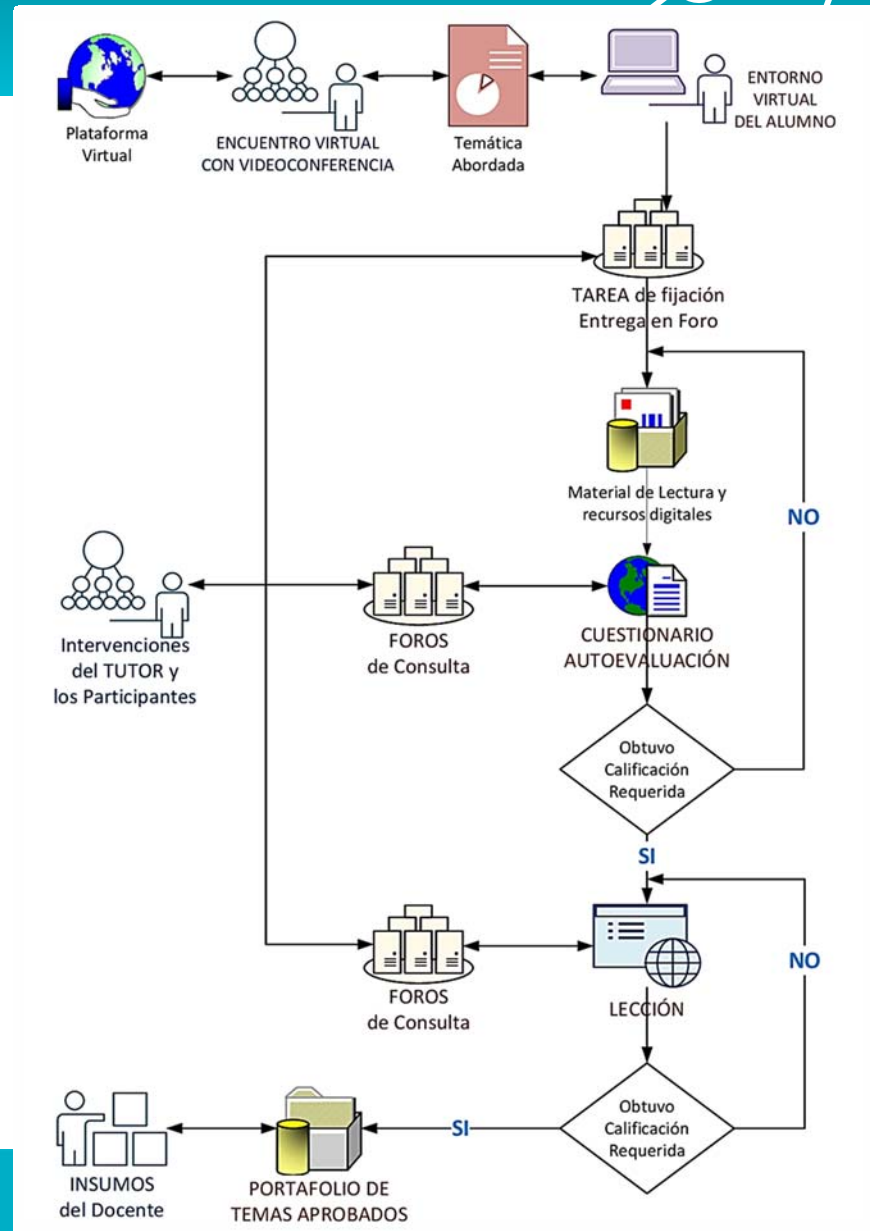 Plataforma
Virtual
ENCUENTRO VIRTUAL
CON VIDEOCONFERENCIA
Temática
Abordada
ENTORNO
VIRTUAL
DEL ALUMNO
TAREA de fijación
Entrega en Foro
Material de Lectura y
recursos digitales
NO
Intervenciones
del TUTOR y
los Participantes
FOROS
de Consulta
CUESTIONARIO
AUTOEVALUACIÓN
Obtuvo
Calificación
Requerida
SI
FOROS
de Consulta
LECCIÓN
NO
Obtuvo
Calificación
Requerida
SI
INSUMOS
del Docente
PORTAFOLIO DE
TEMAS APROBADOS